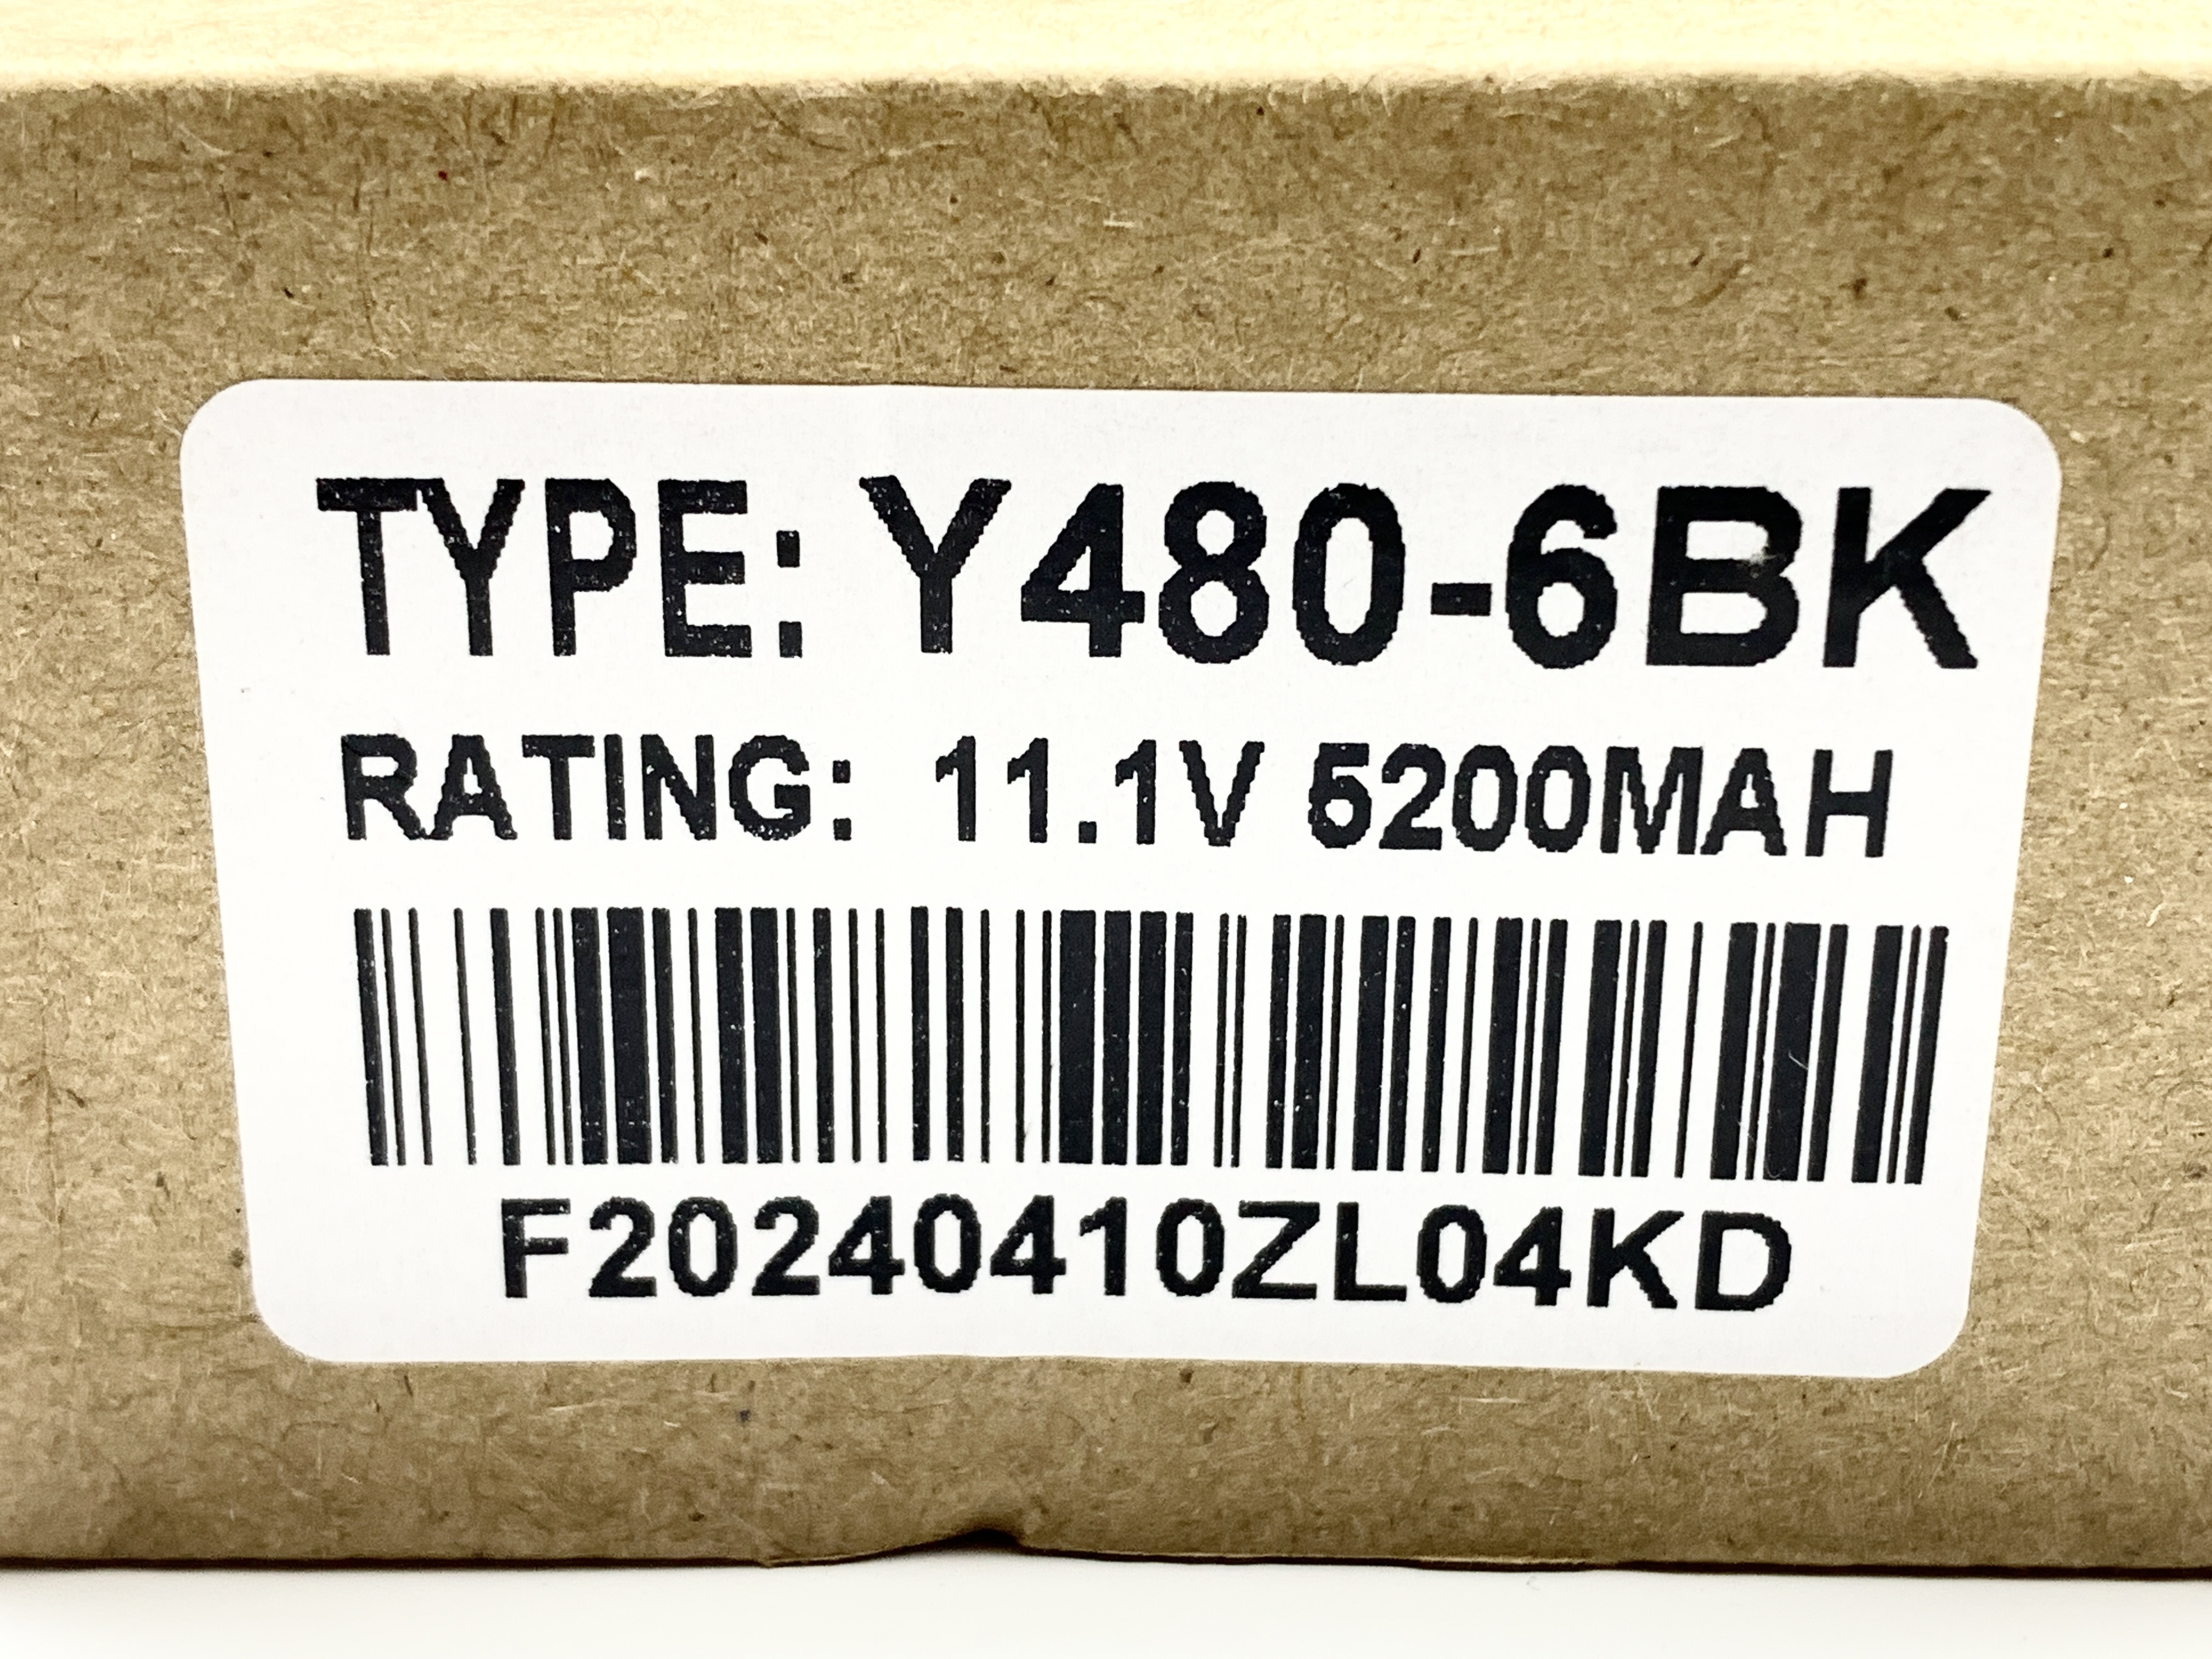 TYPE: Y480-6BK
RATING: 11.1V 5200MAH
F20240410ZL04KD